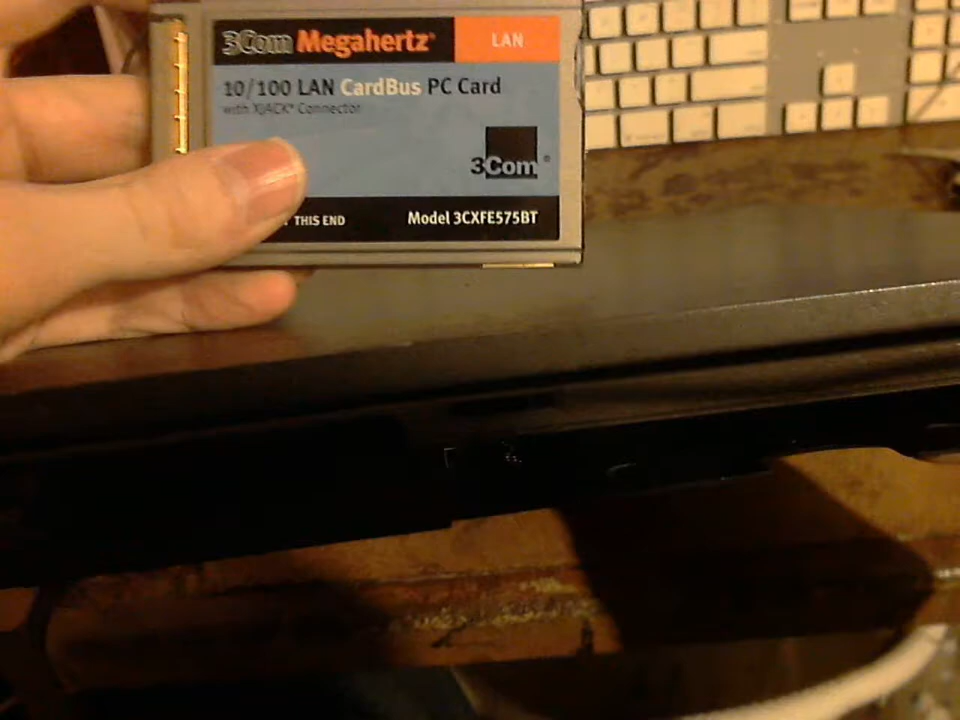 3Com Megahertz® LAN
10/100 LAN CardBus PC Card
with XJACK® Connector
3Com®
THIS END Model 3CXFE575BT